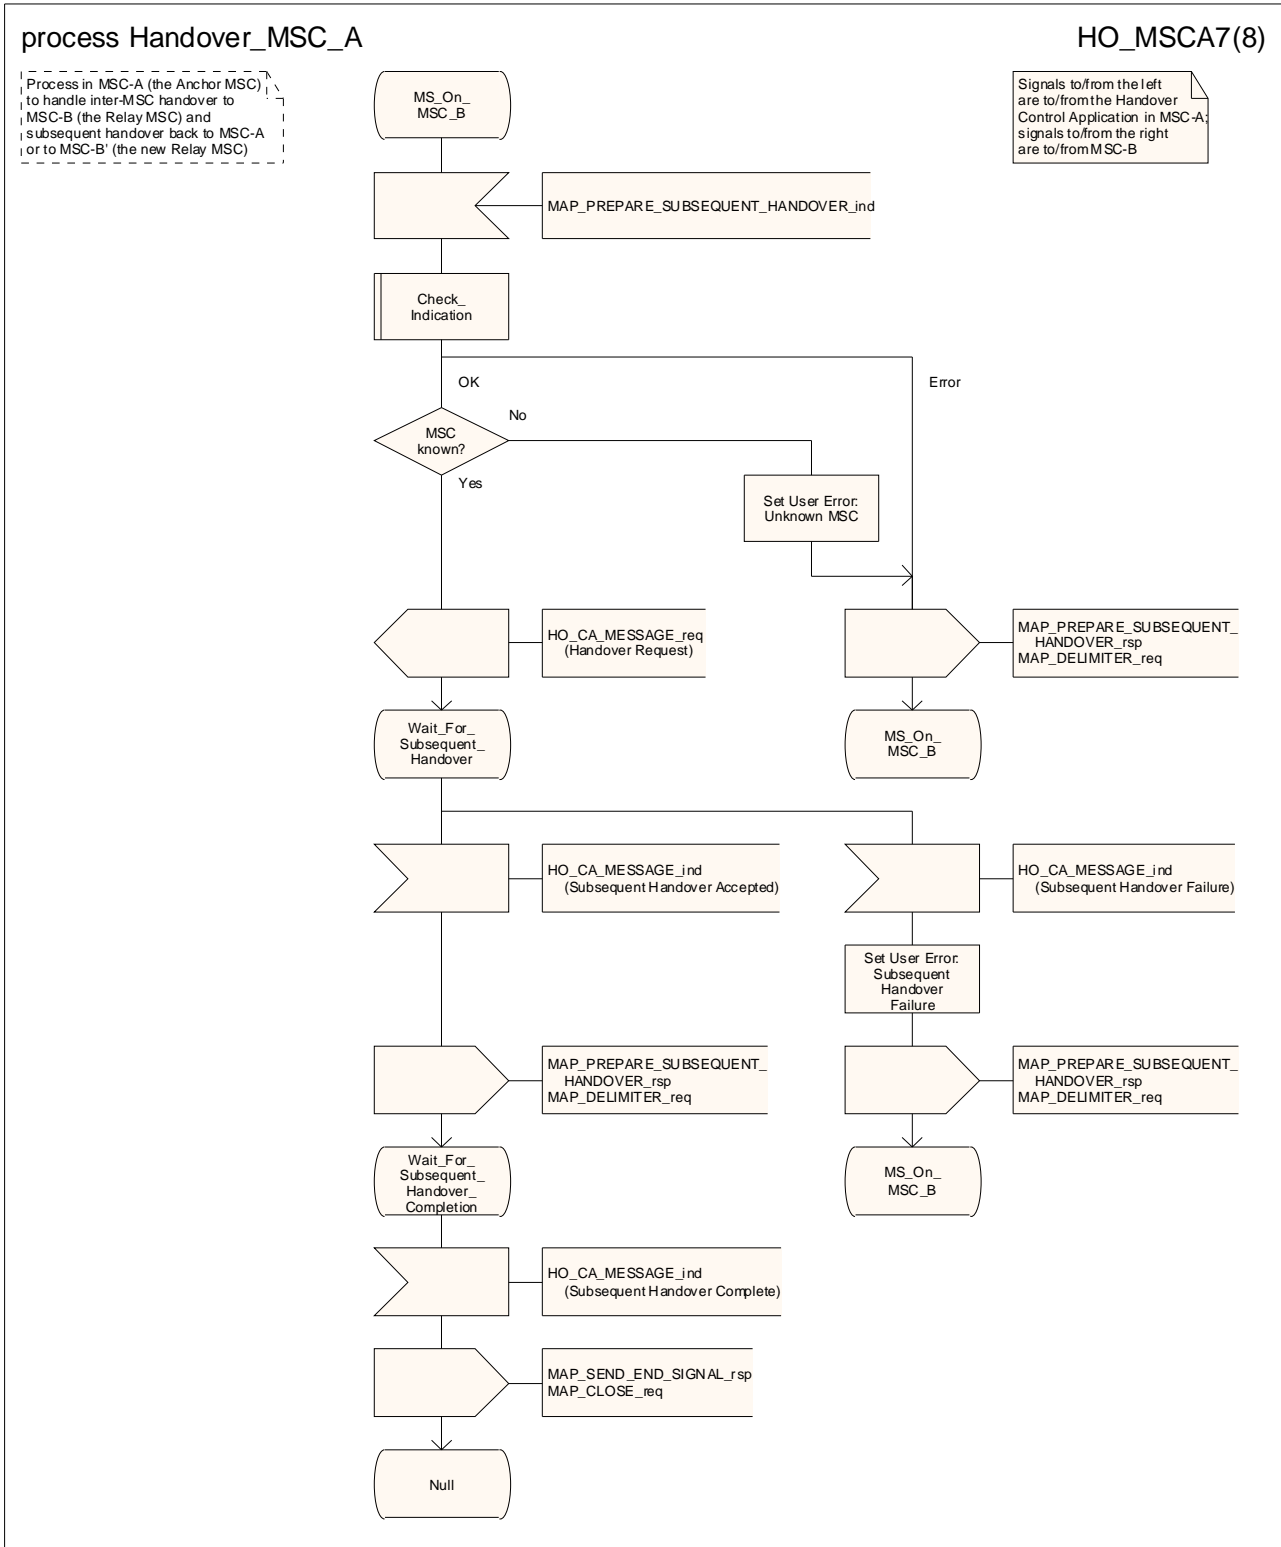 process Handover_MSC_A
HO_MSCA7(8)
Process in MSC-A (the Anchor MSC)
to handle inter-MSC handover to
MSC-B (the Relay MSC) and
subsequent handover back to MSC-A
or to MSC-B' (the new Relay MSC)
MS_On_
MSC_B
Signals to/from the left
are to/from the Handover
Control Application in MSC-A;
signals to/from the right
are to/from MSC-B
MAP_PREPARE_SUBSEQUENT_HANDOVER_ind
Check_
Indication
OK
Error
MSC
known?
No
Yes
Set User Error:
Unknown MSC
HO_CA_MESSAGE_req
(Handover Request)
MAP_PREPARE_SUBSEQUENT_
HANDOVER_rsp
MAP_DELIMITER_req
Wait_For_
Subsequent_
Handover
MS_On_
MSC_B
HO_CA_MESSAGE_ind
(Subsequent Handover Accepted)
HO_CA_MESSAGE_ind
(Subsequent Handover Failure)
Set User Error:
Subsequent
Handover
Failure
MAP_PREPARE_SUBSEQUENT_
HANDOVER_rsp
MAP_DELIMITER_req
MAP_PREPARE_SUBSEQUENT_
HANDOVER_rsp
MAP_DELIMITER_req
Wait_For_
Subsequent_
Handover_
Completion
MS_On_
MSC_B
HO_CA_MESSAGE_ind
(Subsequent Handover Complete)
MAP_SEND_END_SIGNAL_rsp
MAP_CLOSE_req
Null